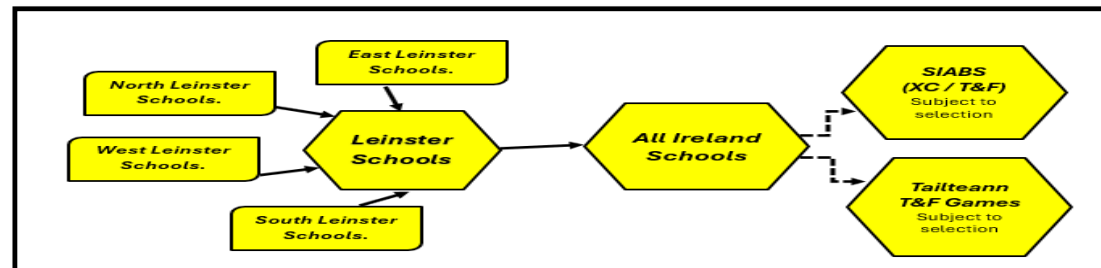 East Leinster
Schools.
North Leinster
Schools.
West Leinster
Schools.
South Leinster
Schools.
Leinster
Schools
All Ireland
Schools
SIABS
(XC / T&F)
Subject to
selection
Tailteann
T&F Games
Subject to
selection